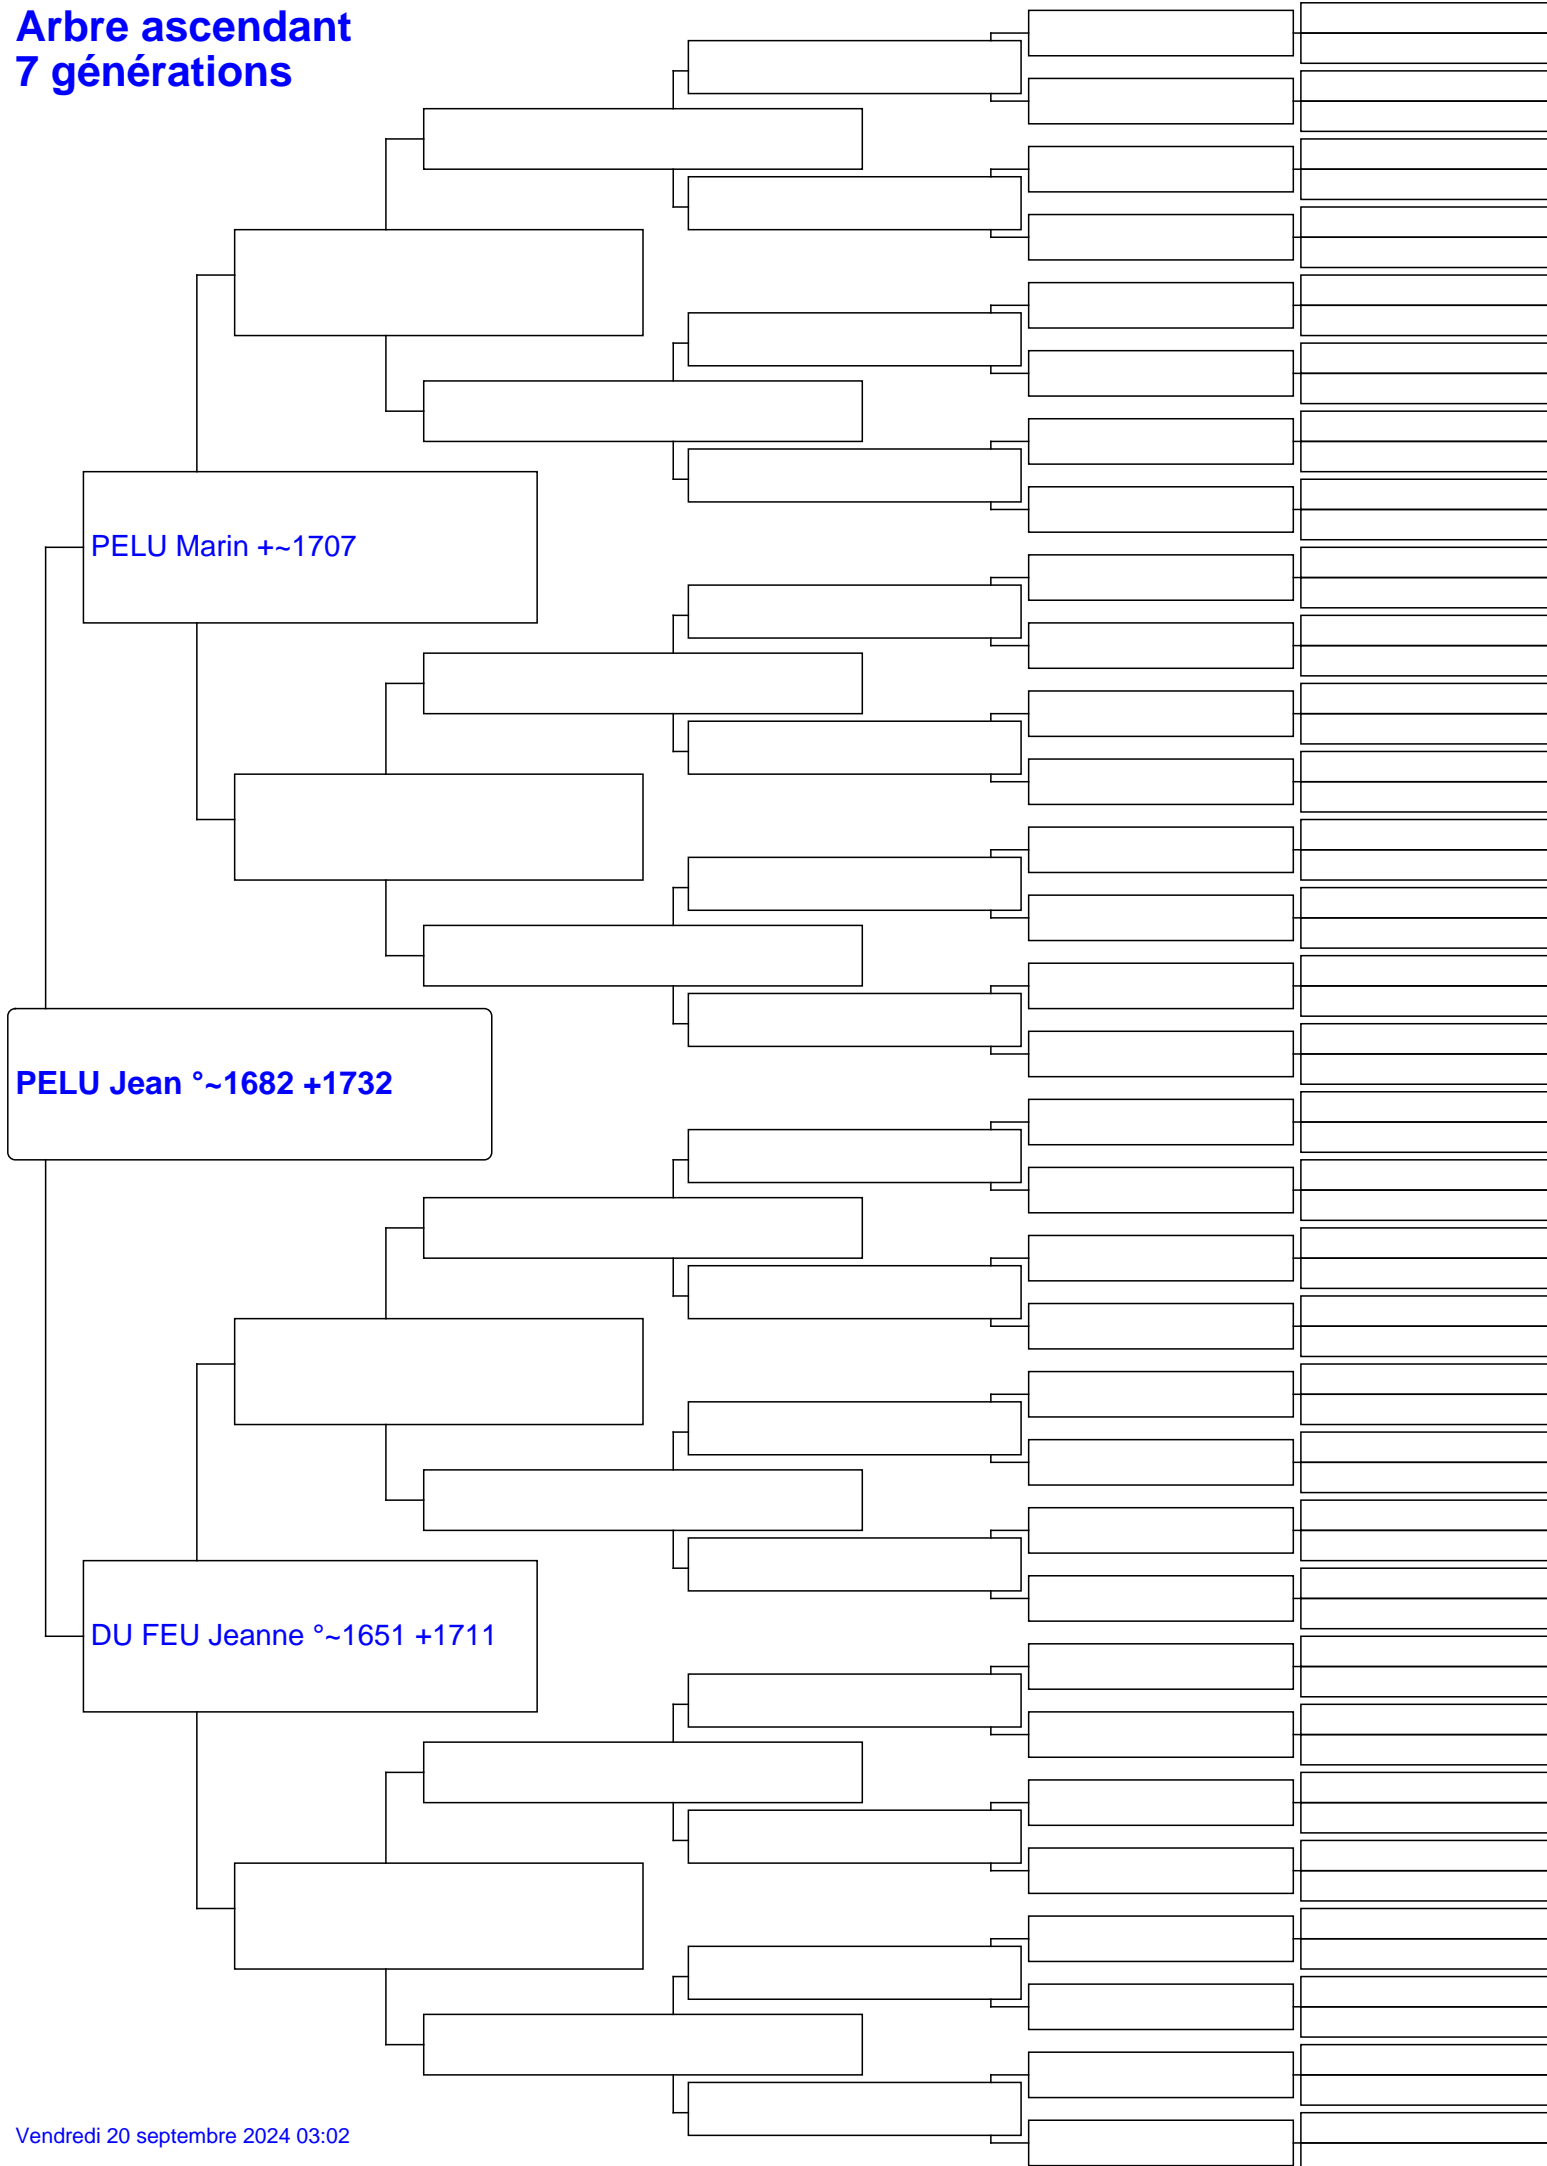 Arbre ascendant
7 générations
PELU Marin +~1707
PELU Jean °~1682 +1732
DU FEU Jeanne °~1651 +1711
Vendredi 20 septembre 2024 03:02